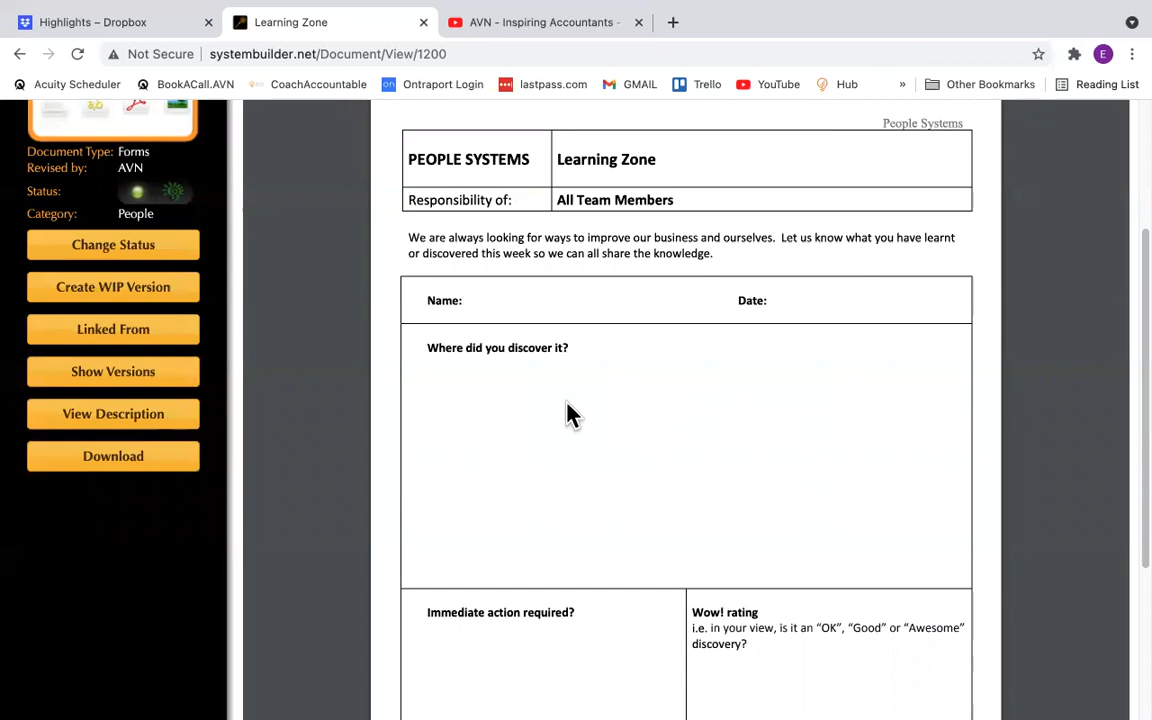 Highlights – Dropbox
Learning Zone
AVN - Inspiring Accountants -
Not Secure
systembuilder.net/Document/View/1200
E
Acuity Scheduler
BookACall.AVN
CoachAccountable
on
Ontraport Login
lastpass.com
GMAIL
Trello
YouTube
Hub
»
Other Bookmarks
Reading List
Document Type: Forms
Revised by: AVN
Status:
Category: People
Change Status
Create WIP Version
Linked From
Show Versions
View Description
Download
People Systems
PEOPLE SYSTEMS
Learning Zone
Responsibility of:
All Team Members
We are always looking for ways to improve our business and ourselves. Let us know what you have learnt
or discovered this week so we can all share the knowledge.
Name:
Date:
Where did you discover it?
Immediate action required?
Wow! rating
i.e. in your view, is it an “OK”, “Good” or “Awesome”
discovery?